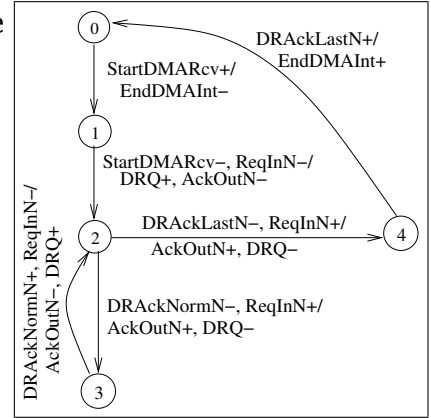 e
0
DRAckLastN+/
EndDMAInt+
StartDMARcv+/
EndDMAInt−
1
StartDMARcv−, ReqInN−/
DRQ+, AckOutN−
2
DRAckLastN−, ReqInN+/
AckOutN+, DRQ−
4
DRAckNormN+, ReqInN−/
AckOutN−, DRQ+
DRAckNormN−, ReqInN+/
AckOutN+, DRQ−
3